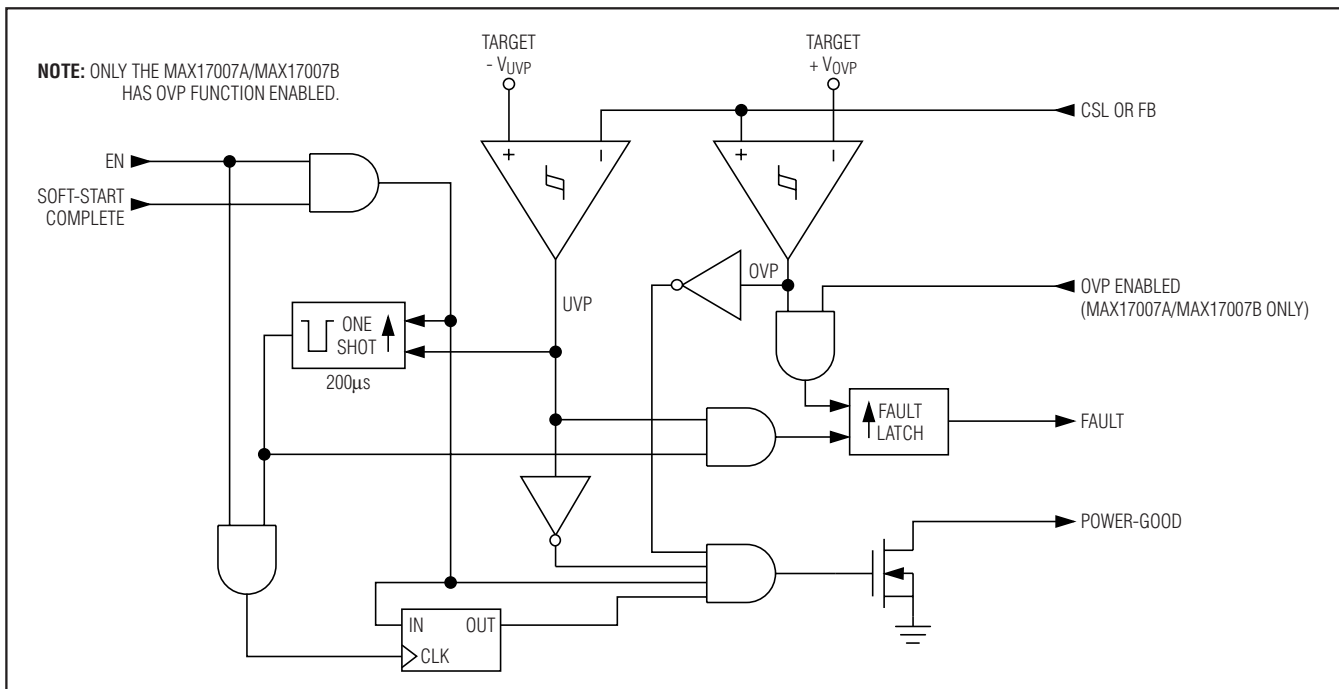 NOTE: ONLY THE MAX17007A/MAX17007B
HAS OVP FUNCTION ENABLED.
TARGET
- VUVP
TARGET
+ VOVP
CSL OR FB
EN
SOFT-START
COMPLETE
+
−
+
−
OVP
OVP ENABLED
(MAX17007A/MAX17007B ONLY)
UVP
ONE
SHOT
200µs
FAULT
LATCH
FAULT
POWER-GOOD
IN
OUT
CLK